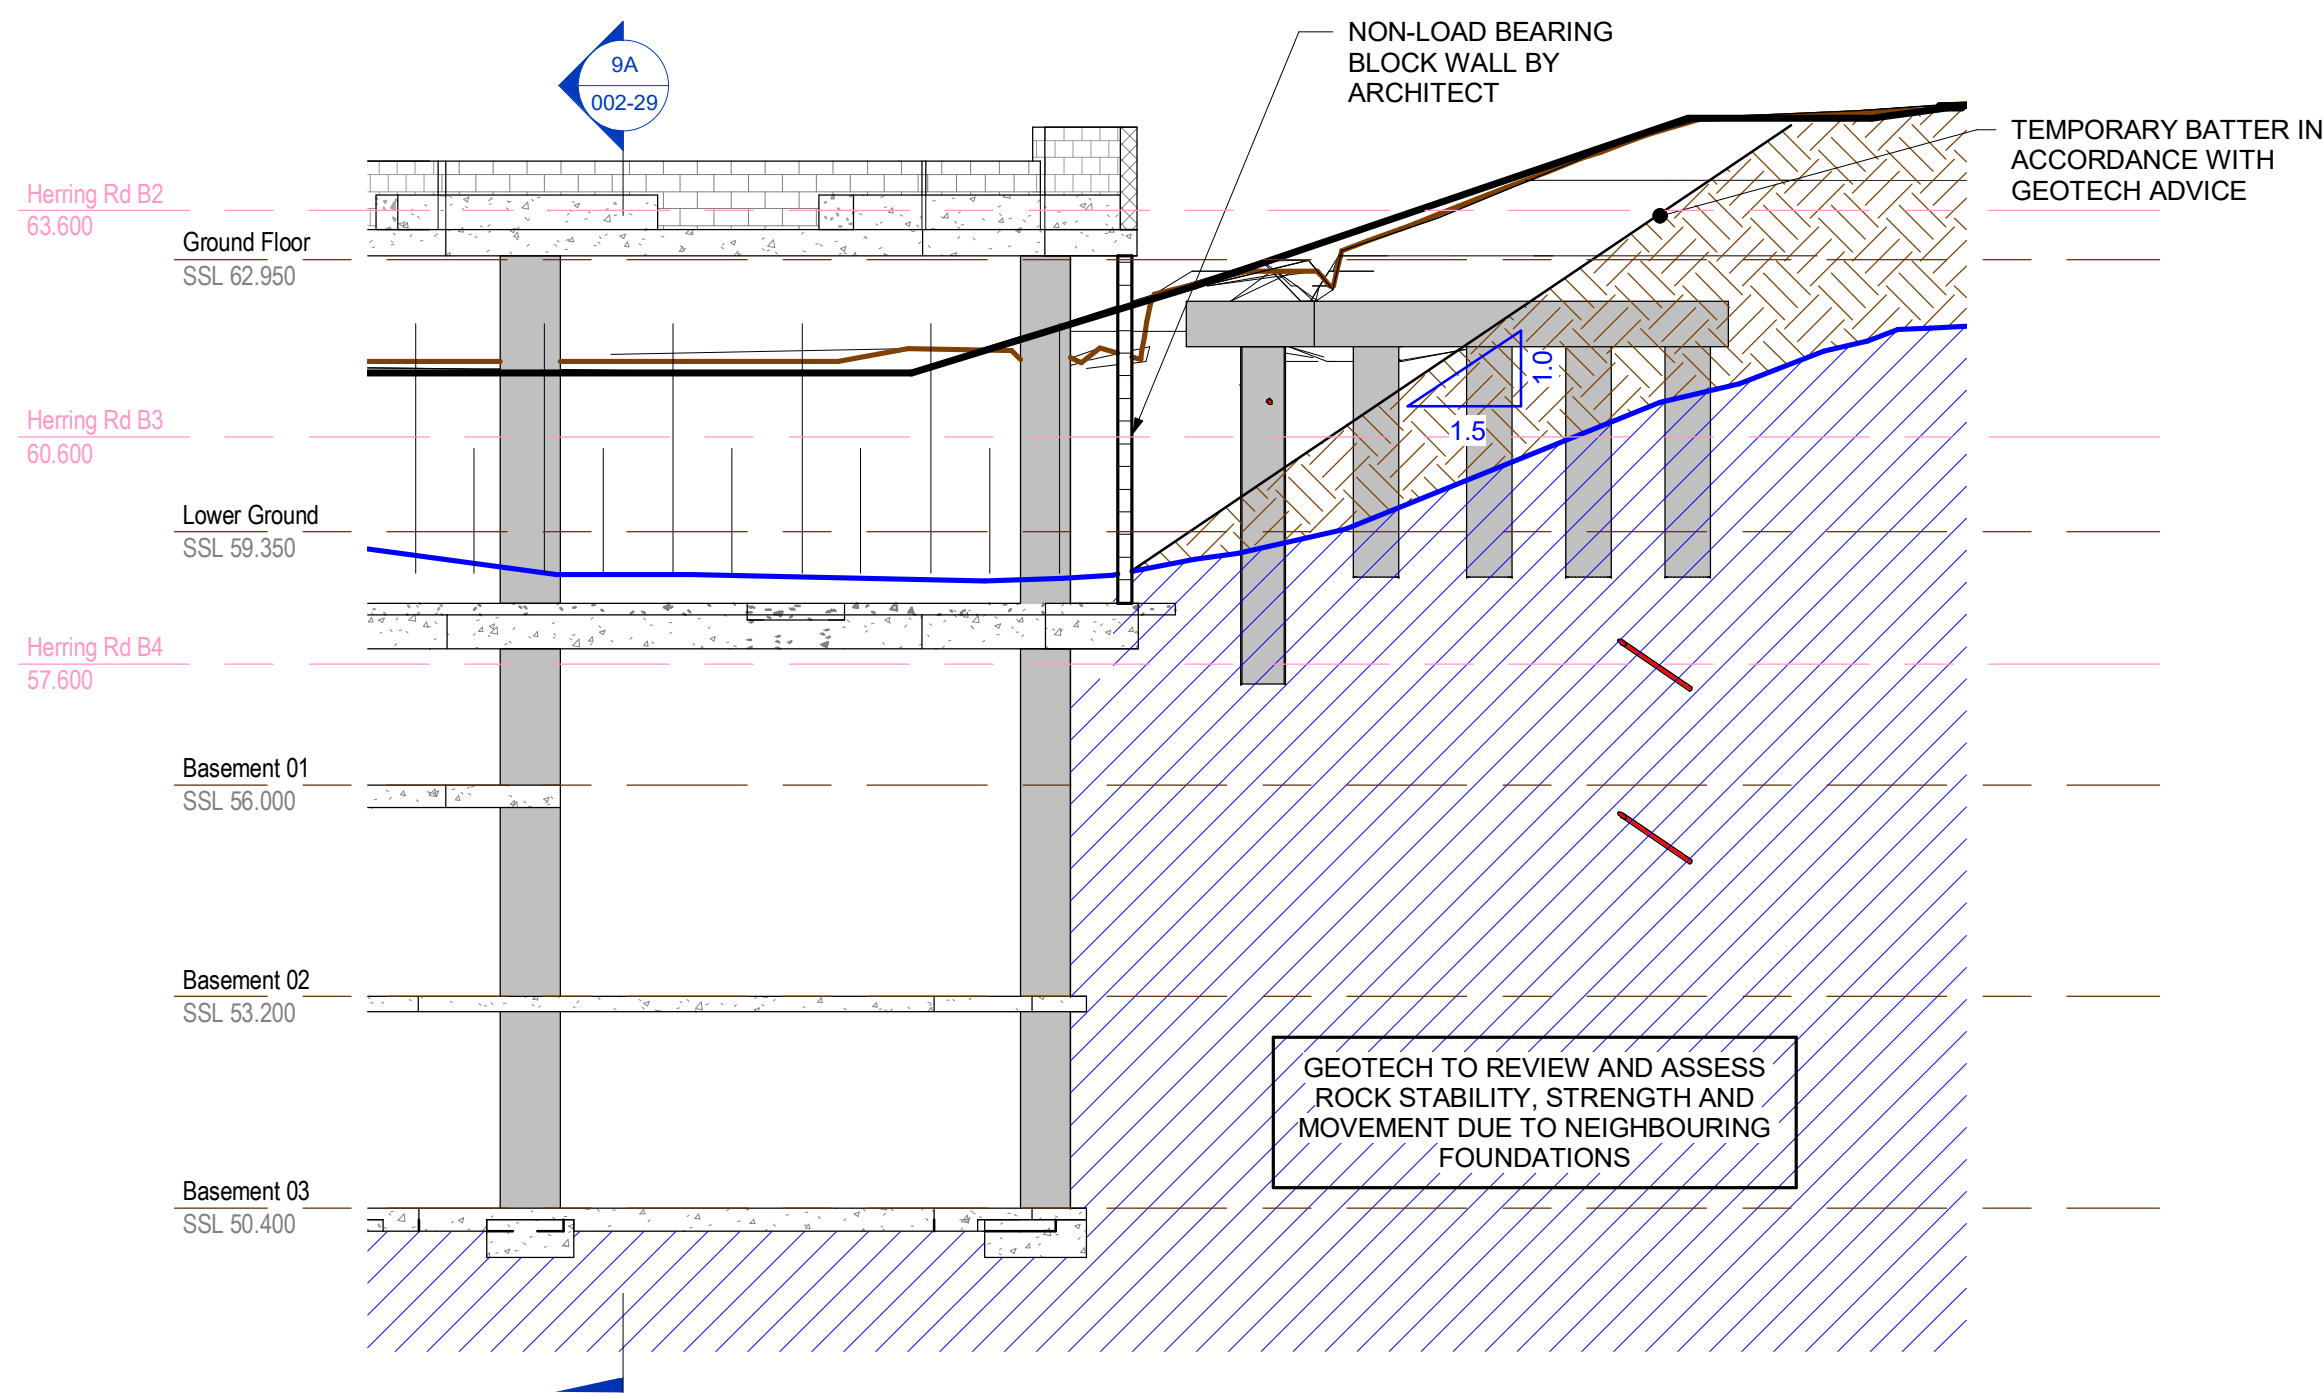 9A
002-29
NON-LOAD BEARING
BLOCK WALL BY
ARCHITECT
TEMPORARY BATTER IN
ACCORDANCE WITH
GEOTECH ADVICE
Herring Rd B2
63.600
Ground Floor
SSL 62.950
1.0
1.5
Herring Rd B3
60.600
Lower Ground
SSL 59.350
Herring Rd B4
57.600
Basement 01
SSL 56.000
Basement 02
SSL 53.200
GEOTECH TO REVIEW AND ASSESS
ROCK STABILITY, STRENGTH AND
MOVEMENT DUE TO NEIGHBOURING
FOUNDATIONS
Basement 03
SSL 50.400